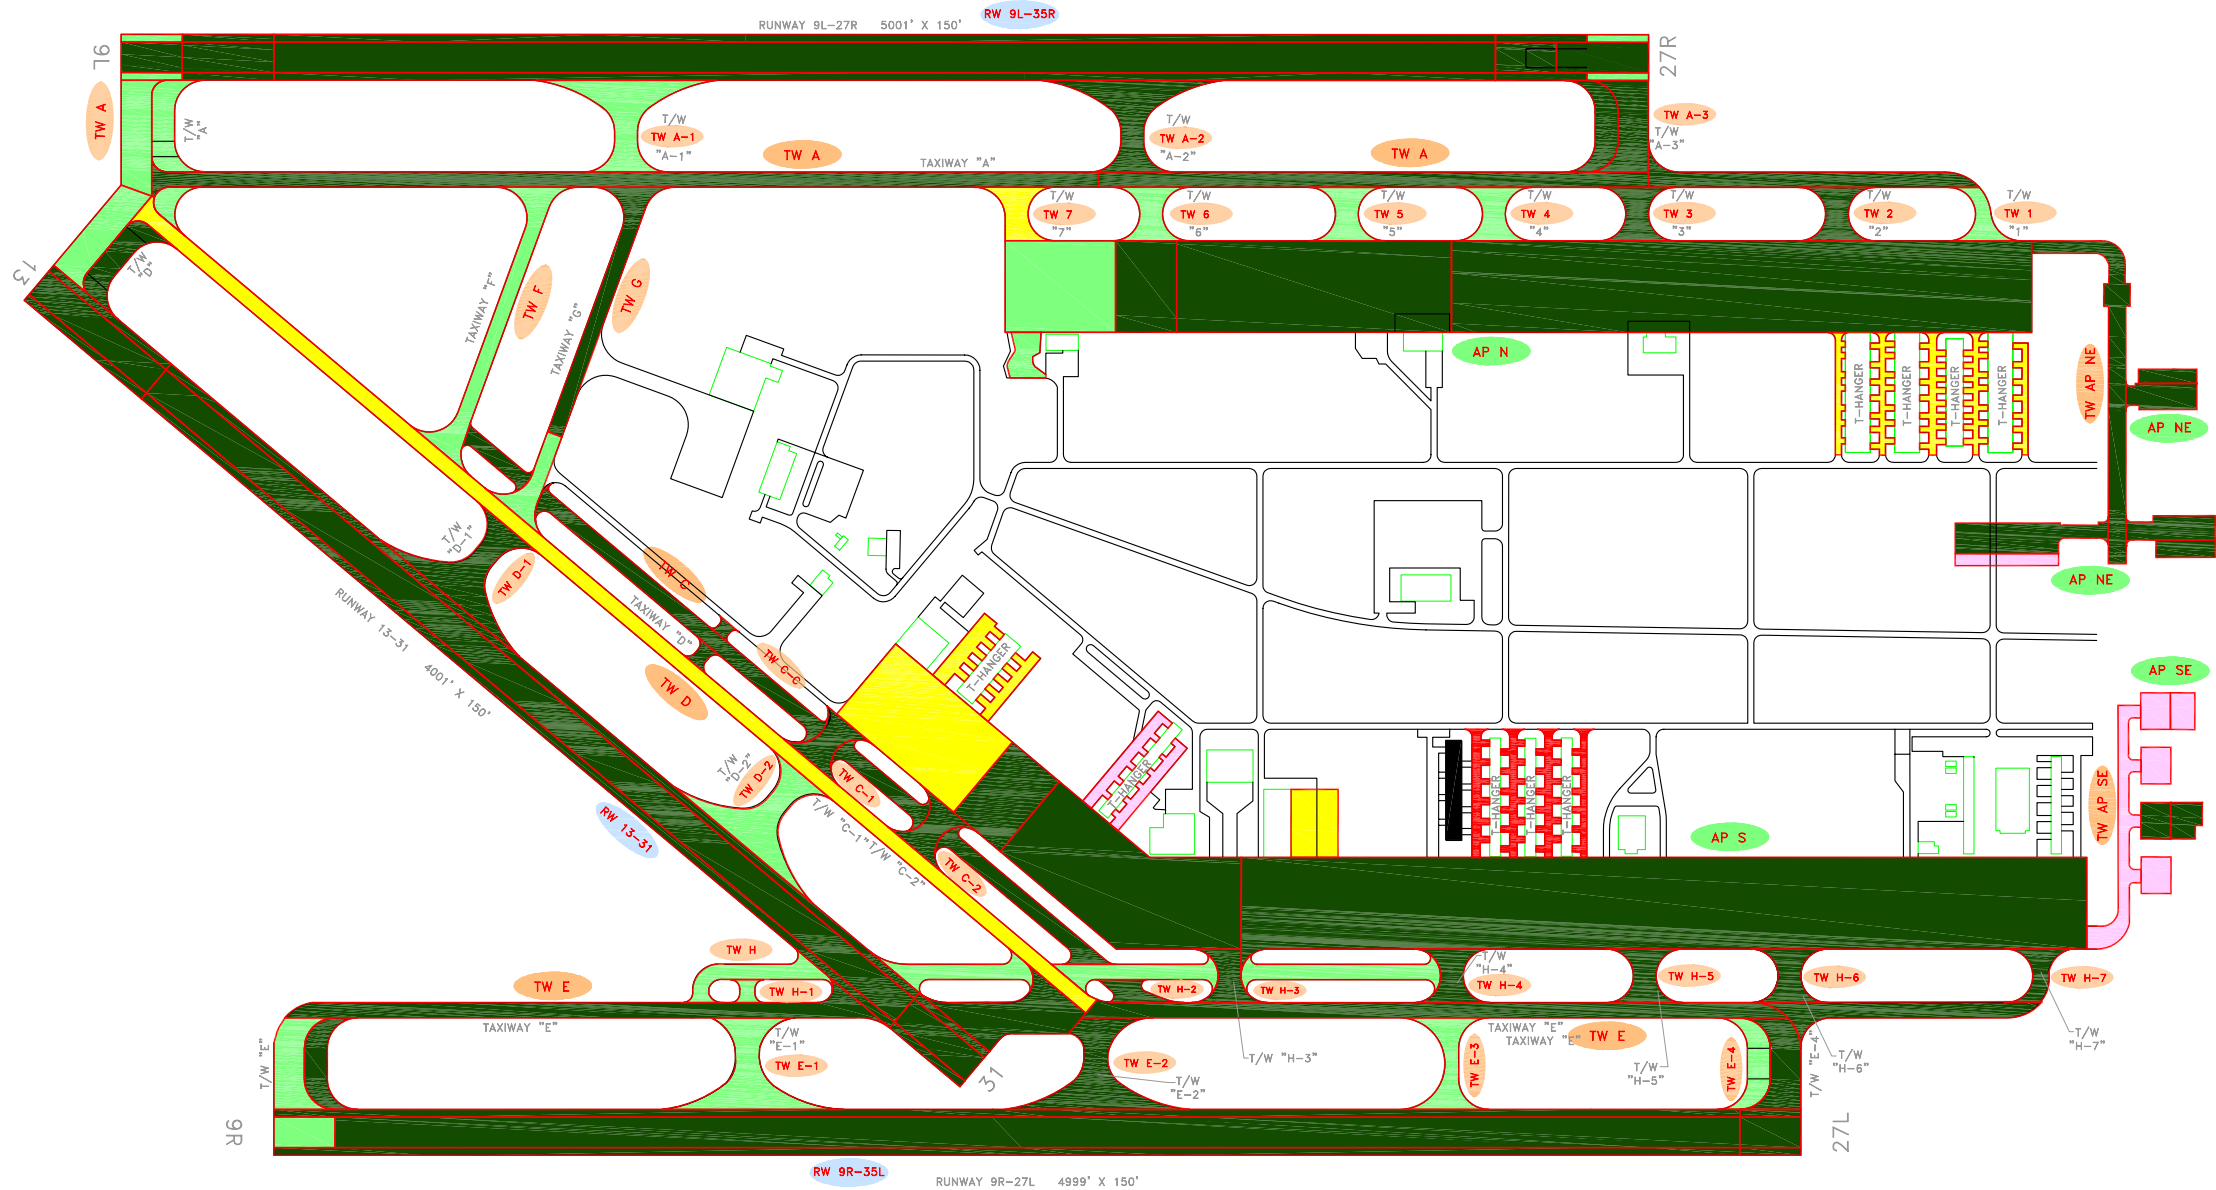 RW 9L-35R
RUNWAY 9L-27R 5001' X 150'
9L
27R
TW A
T/W
"A"
T/W
TW A-1
"A-1"
TW A
TAXIWAY "A"
T/W
TW A-2
"A-2"
TW A
TW A-3
T/W
"A-3"
T/W
TW 7
"7"
T/W
TW 6
"6"
T/W
TW 5
"5"
T/W
TW 4
"4"
T/W
TW 3
"3"
T/W
TW 2
"2"
T/W
TW 1
"1"
13
T/W
"D"
TAXIWAY "F"
TW F
TAXIWAY "G"
TW G
AP N
T-HANGER
T-HANGER
T-HANGER
T-HANGER
TW AP NE
AP NE
AP NE
T/W
"D-1"
TW D-1
TW C
TAXIWAY "D"
TW C-C
TW D
RUNWAY 13-31 4001' X 150'
T-HANGER
AP SE
T/W
"D-2"
TW D-2
TW C-1
T/W "C-1"
T/W "C-2"
TW C-2
RW 13-31
T-HANGER
T-HANGER
T-HANGER
T-HANGER
AP S
TW AP SE
TW H
TW E
TW H-1
TW H-2
TW H-3
T/W
"H-4"
TW H-4
TW H-5
TW H-6
TW H-7
TAXIWAY "E"
T/W "E"
T/W
"E-1"
TW E-1
31
TW E-2
T/W
"E-2"
T/W "H-3"
TAXIWAY "E"
TAXIWAY "E"
TW E
TW E-3
T/W
"H-5"
TW E-4
T/W "E-4"
T/W
"H-6"
T/W
"H-7"
9R
27L
RW 9R-35L
RUNWAY 9R-27L 4999' X 150'